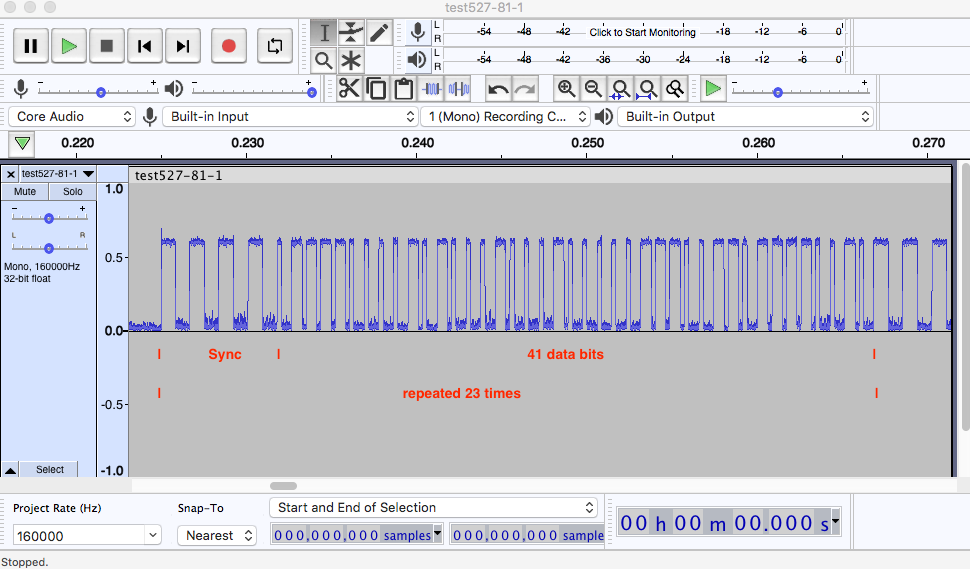 test527-81-1
L
R
-54 -48 -42 Click to Start Monitoring -18 -12 -6 0
L
R
-54 -48 -42 -36 -30 -24 -18 -12 -6 0
- +
- +
- +
Core Audio
Built-in Input
1 (Mono) Recording C...
Built-in Output
0.220 0.230 0.240 0.250 0.260 0.270
test527-81-1
Mute Solo
- +
L R
Mono, 160000Hz
32-bit float
Select
1.0
0.5-
0.0-
-0.5-
-1.0
test527-81-1
Sync
41 data bits
repeated 23 times
Project Rate (Hz)
Snap-To
Start and End of Selection
160000
Nearest
000,000,000 samples
000,000,000 sample
00 h 00 m 00.000 s
Stopped.